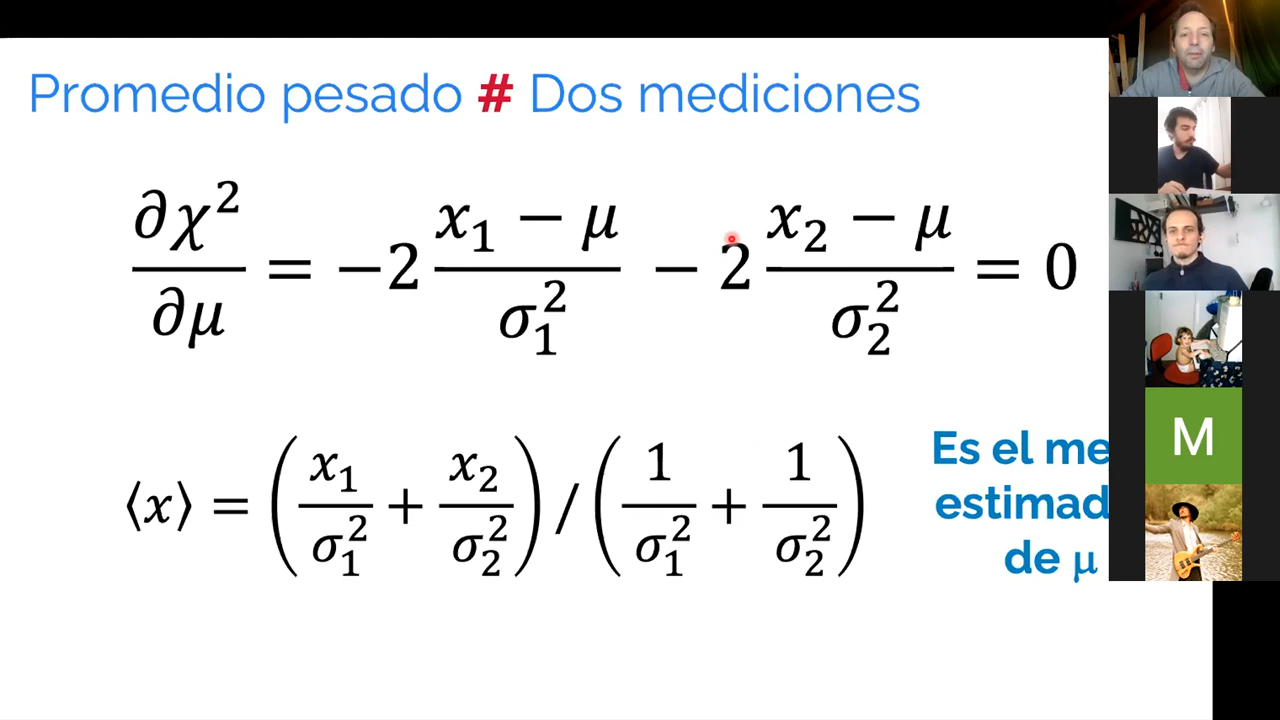 Promedio pesado # Dos mediciones
∂χ²/∂μ = −2 (x₁ − μ)/σ₁² − 2 (x₂ − μ)/σ₂² = 0
⟨x⟩ = (x₁/σ₁² + x₂/σ₂²) / (1/σ₁² + 1/σ₂²)
Es el me
estimad
de μ
M